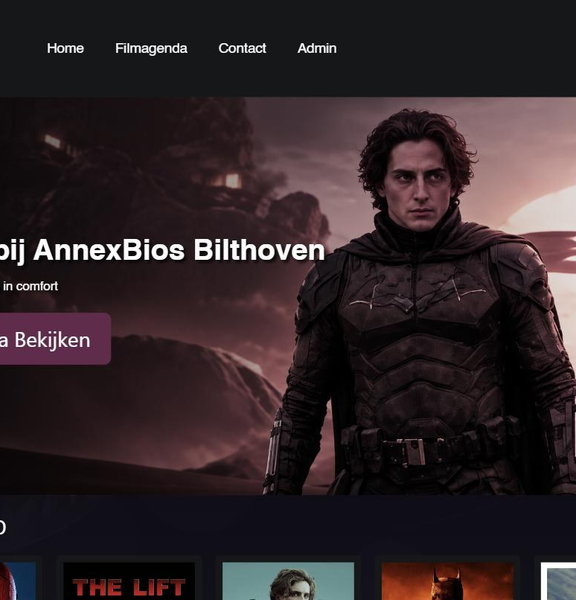 Home Filmagenda Contact Admin
bij AnnexBios Bilthoven
in comfort
a Bekijken
THE LIFT